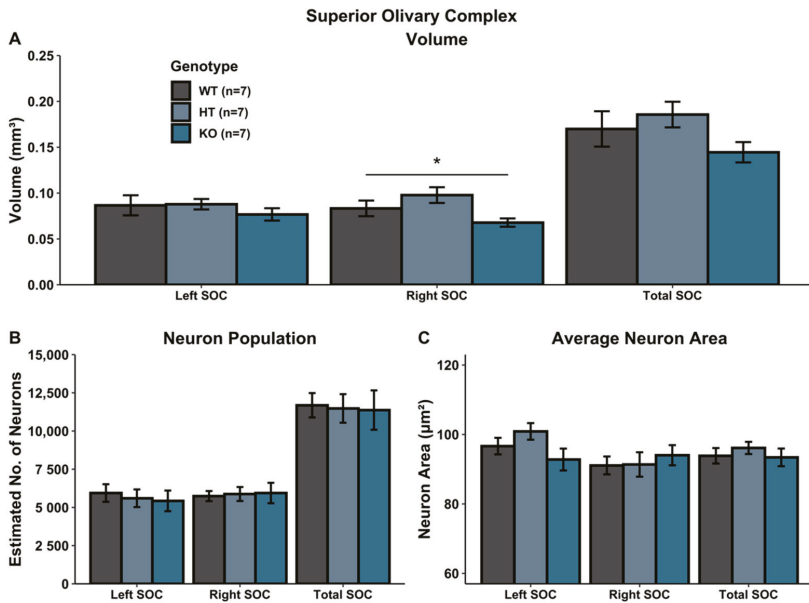 Superior Olivary Complex
A
Volume
Volume (mm³)
0.25
0.20
0.15
0.10
0.05
0.00
Genotype
WT (n=7)
HT (n=7)
KO (n=7)
*
Left SOC
Right SOC
Total SOC
B
Neuron Population
Estimated No. of Neurons
15,000
12,500
10,000
7 500
5 000
2 500
0
Left SOC
Right SOC
Total SOC
C
Average Neuron Area
Neuron Area (µm²)
120
100
80
60
Left SOC
Right SOC
Total SOC